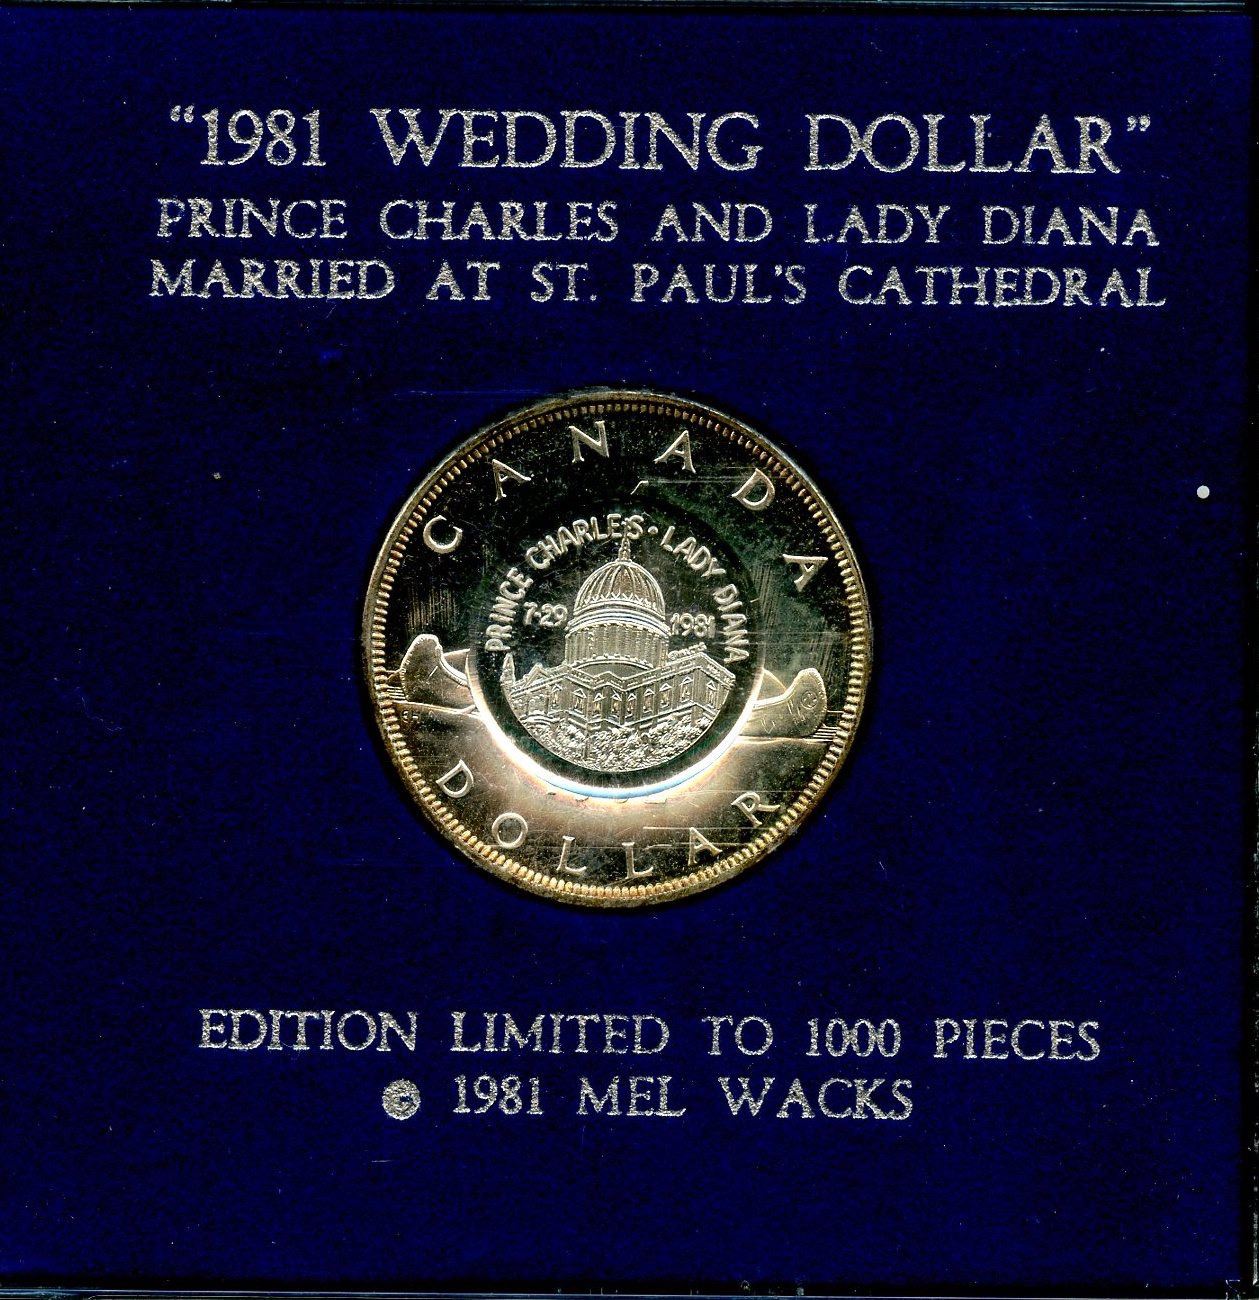 “1981 WEDDING DOLLAR”
PRINCE CHARLES AND LADY DIANA
MARRIED AT ST. PAUL'S CATHEDRAL
CANADA
PRINCE CHARLES · LADY DIANA
7·29 1981
DOLLAR
EDITION LIMITED TO 1000 PIECES
© 1981 MEL WACKS